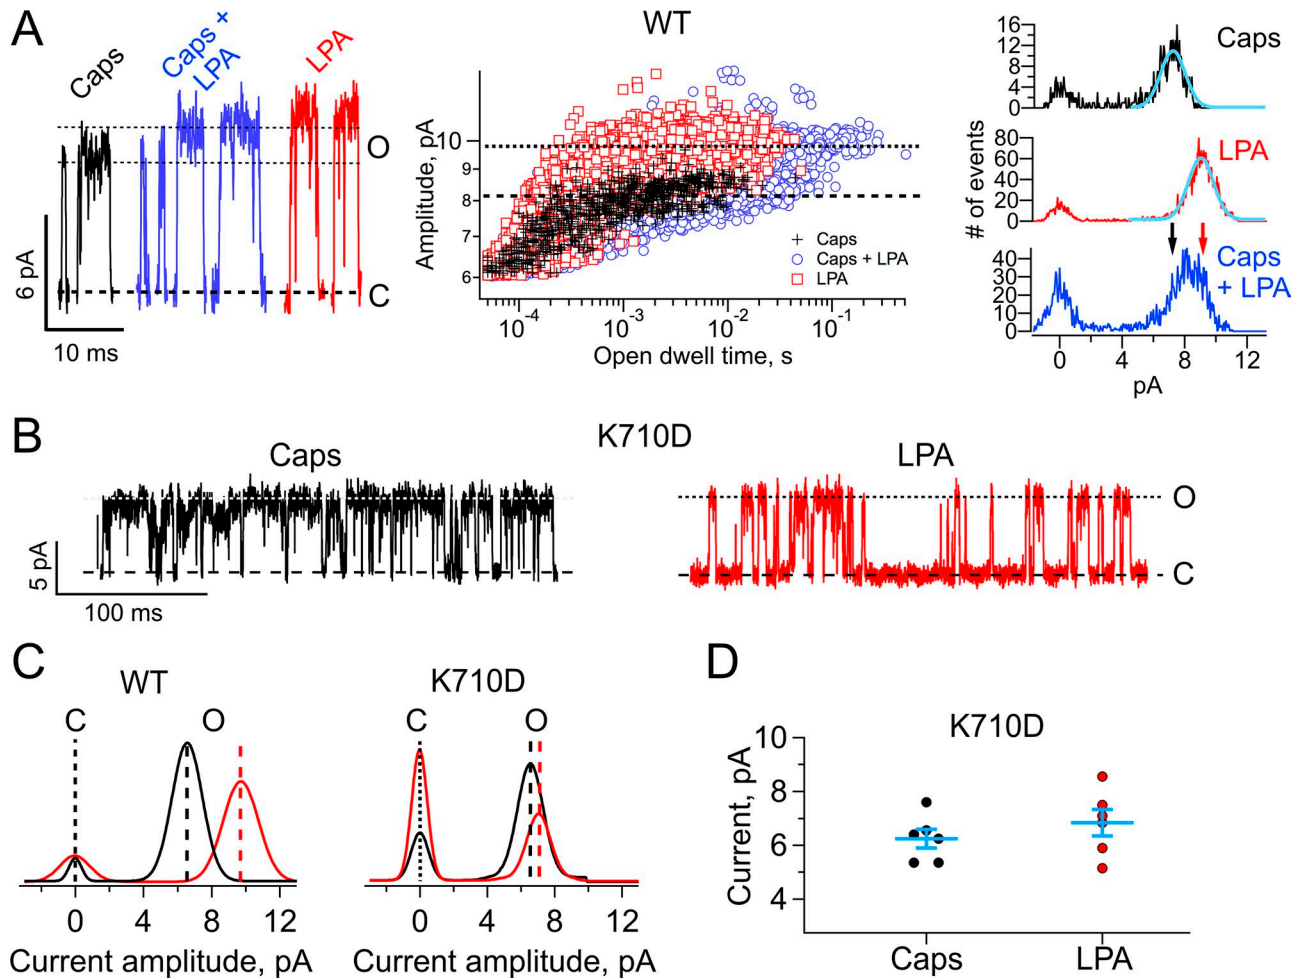 A
WT
Caps
Caps +
LPA
LPA
O
C
6 pA
10 ms
Amplitude, pA
10
9
8
7
6
Caps
Caps + LPA
LPA
10-4
10-3
10-2
10-1
Open dwell time, s
# of events
16
12
8
4
0
Caps
80
60
40
20
0
LPA
40
30
20
10
0
Caps
+ LPA
0
4
8
12
pA
B
K710D
Caps
LPA
O
C
5 pA
100 ms
C
WT
C
O
0
4
8
12
Current amplitude, pA
K710D
C
O
0
4
8
12
Current amplitude, pA
D
K710D
Current, pA
10
8
6
4
Caps
LPA